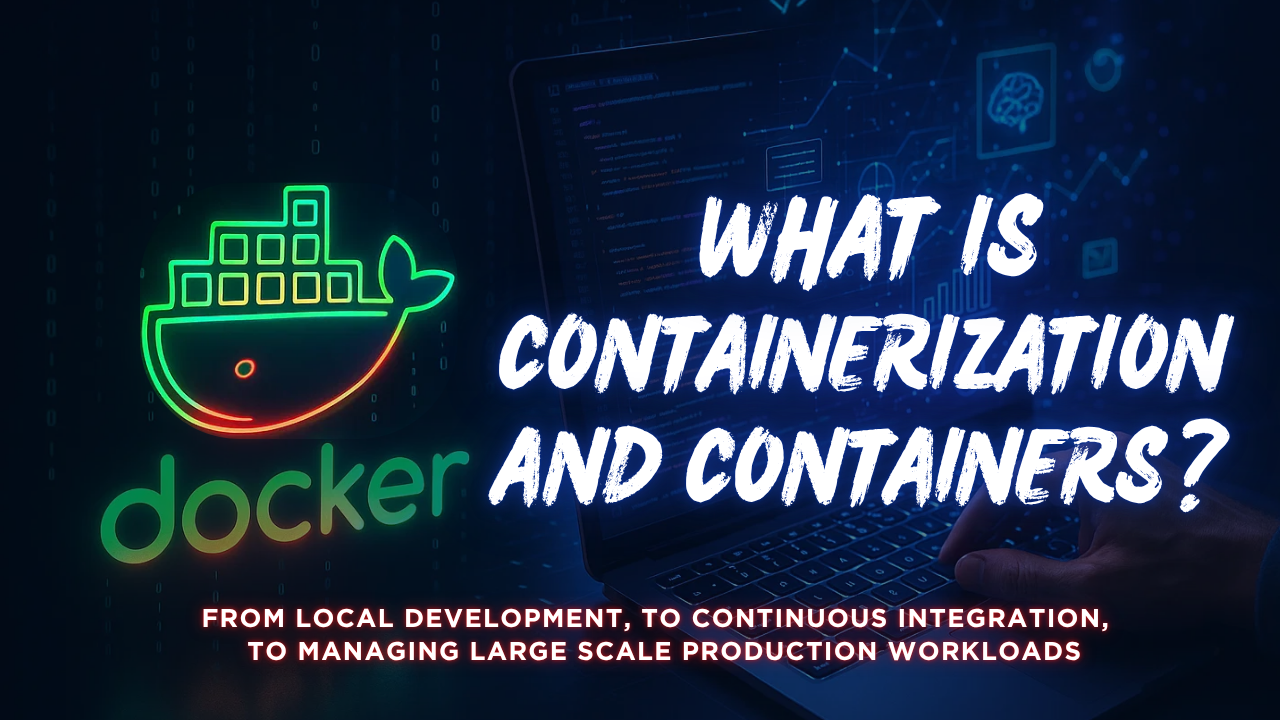 docker
WHAT IS
CONTAINERIZATION
AND CONTAINERS?
FROM LOCAL DEVELOPMENT, TO CONTINUOUS INTEGRATION,
TO MANAGING LARGE SCALE PRODUCTION WORKLOADS